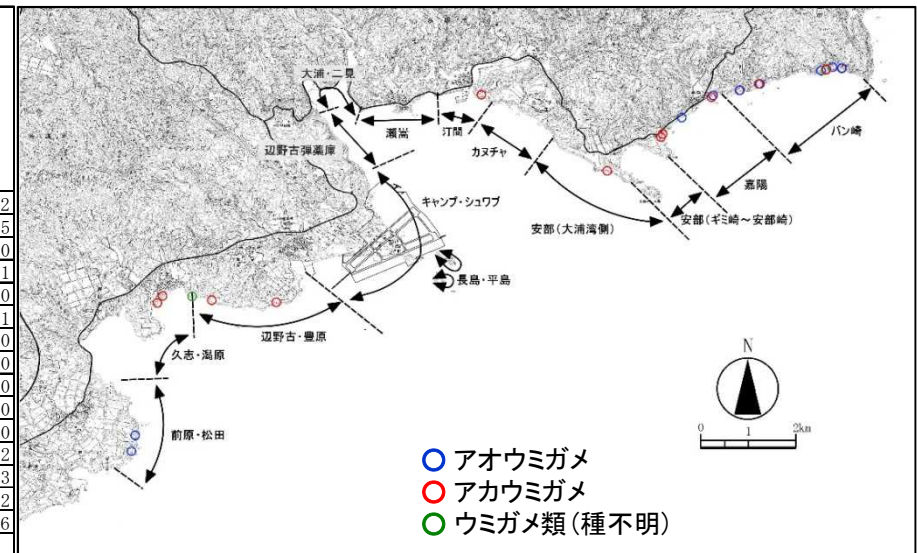 2
5
0
1
0
1
0
0
0
0
0
2
3
2
6
大浦・二見
瀬嵩
汀間
辺野古弾薬庫
カヌチャ
バン崎
嘉陽
キャンプ・シュワブ
安部(大浦湾側)
安部(ギミ崎~安部崎)
長島・平島
辺野古・豊原
久志・潟原
前原・松田
N
0 1 2km
アオウミガメ
アカウミガメ
ウミガメ類(種不明)